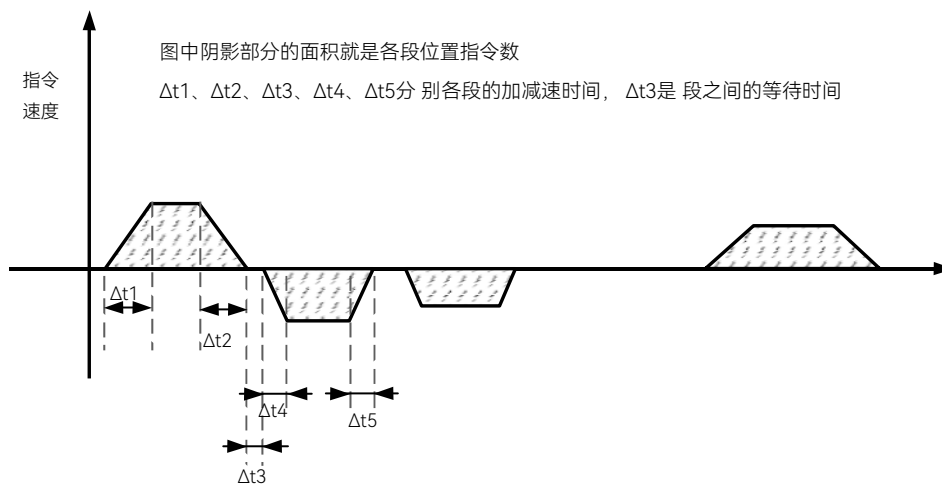 图中阴影部分的面积就是各段位置指令数
Δt1、Δt2、Δt3、Δt4、Δt5分 别各段的加减速时间， Δt3是 段之间的等待时间
指令
速度
Δt1
Δt2
Δt4
Δt5
Δt3